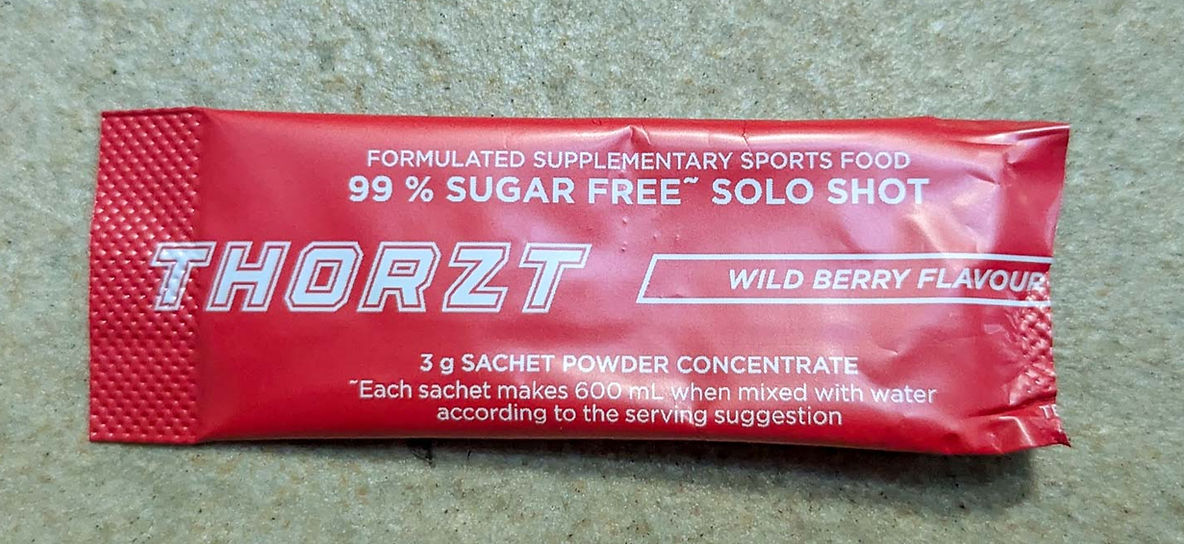 FORMULATED SUPPLEMENTARY SPORTS FOOD
99 % SUGAR FREE~ SOLO SHOT
THORZT
WILD BERRY FLAVOUR
3 g SACHET POWDER CONCENTRATE
~Each sachet makes 600 mL when mixed with water
according to the serving suggestion